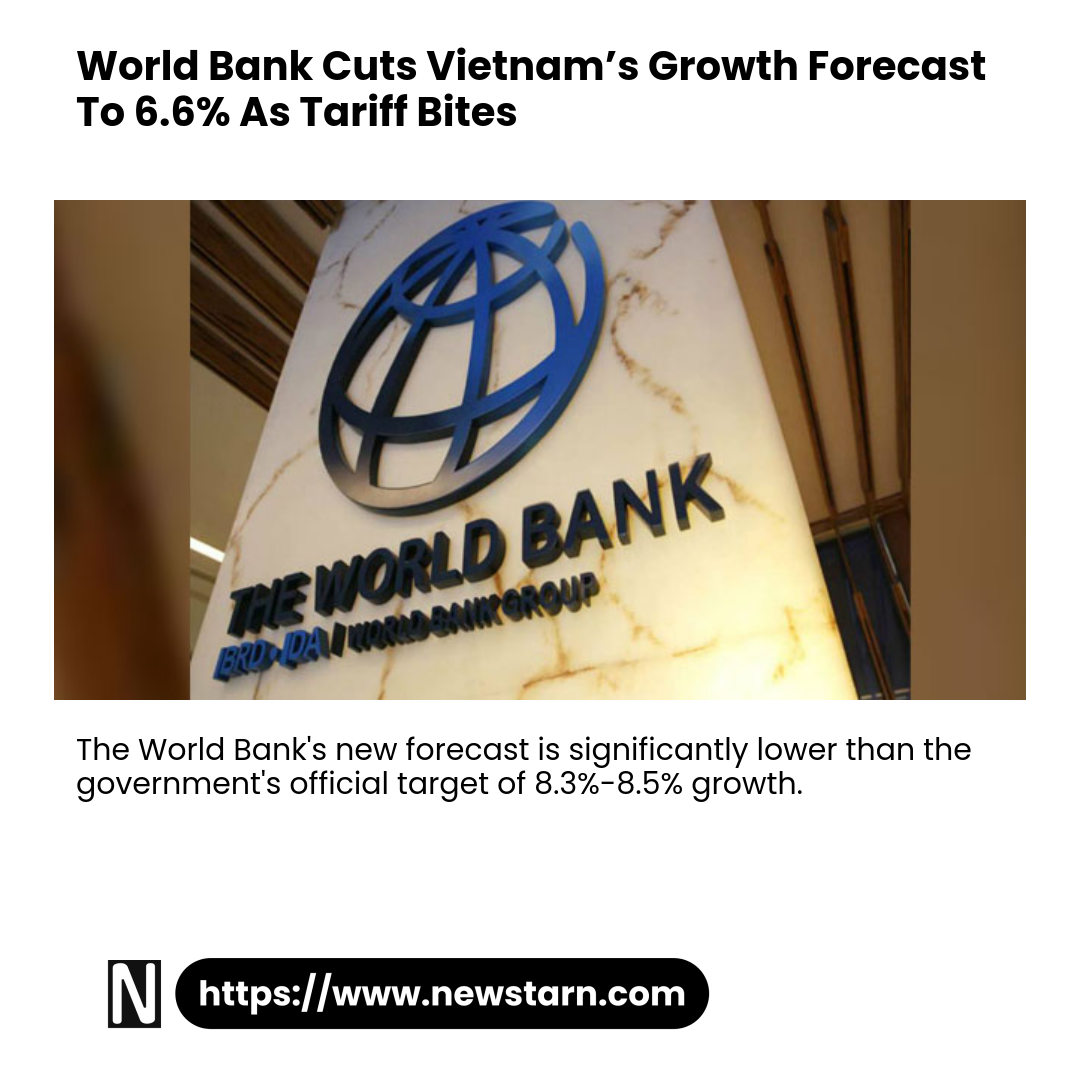 World Bank Cuts Vietnam’s Growth Forecast
To 6.6% As Tariff Bites
THE WORLD BANK
IBRD • IDA | WORLD BANK GROUP
The World Bank's new forecast is significantly lower than the
government's official target of 8.3%-8.5% growth.
N
https://www.newstarn.com